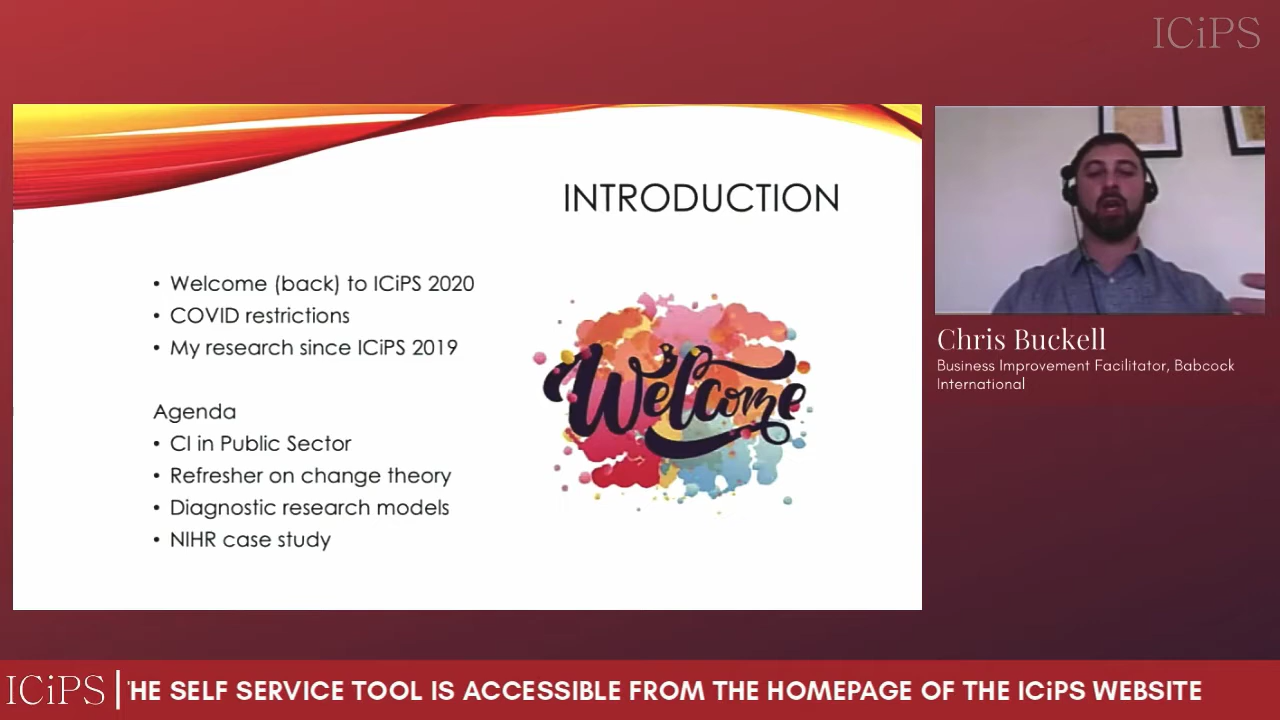 ICiPS
INTRODUCTION
• Welcome (back) to ICiPS 2020
• COVID restrictions
• My research since ICiPS 2019
Agenda
• CI in Public Sector
• Refresher on change theory
• Diagnostic research models
• NIHR case study
Welcome
Chris Buckell
Business Improvement Facilitator, Babcock
International
ICiPS | THE SELF SERVICE TOOL IS ACCESSIBLE FROM THE HOMEPAGE OF THE ICiPS WEBSITE